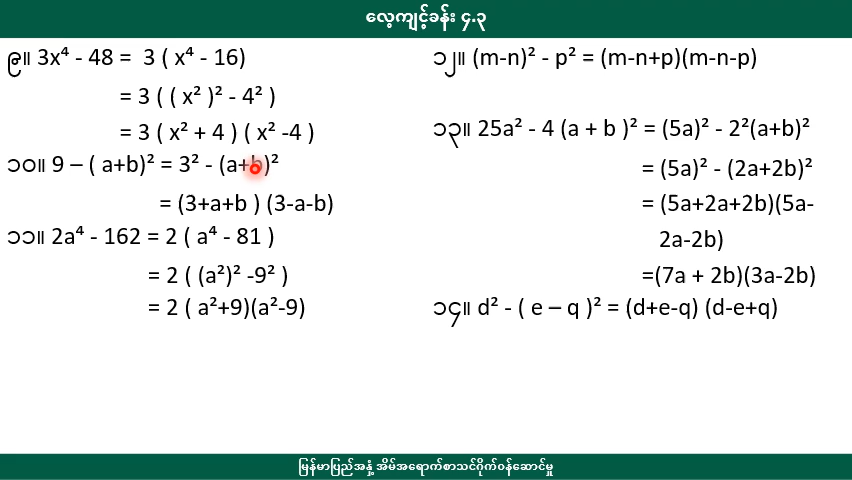 လေ့ကျင့်ခန်း ၄.၃
၉။ 3x⁴ - 48 = 3 ( x⁴ - 16)
= 3 ( ( x² )² - 4² )
= 3 ( x² + 4 ) ( x² -4 )
၁၀။ 9 – ( a+b)² = 3² - (a+b)²
= (3+a+b ) (3-a-b)
၁၁။ 2a⁴ - 162 = 2 ( a⁴ - 81 )
= 2 ( (a²)² -9² )
= 2 ( a²+9)(a²-9)
၁၂။ (m-n)² - p² = (m-n+p)(m-n-p)
၁၃။ 25a² - 4 (a + b )² = (5a)² - 2²(a+b)²
= (5a)² - (2a+2b)²
= (5a+2a+2b)(5a-
2a-2b)
=(7a + 2b)(3a-2b)
၁၄။ d² - ( e – q )² = (d+e-q) (d-e+q)
မြန်မာပြည်အနှံ့ အိမ်အရောက်စာသင်ဂိုက်ဝန်ဆောင်မှု